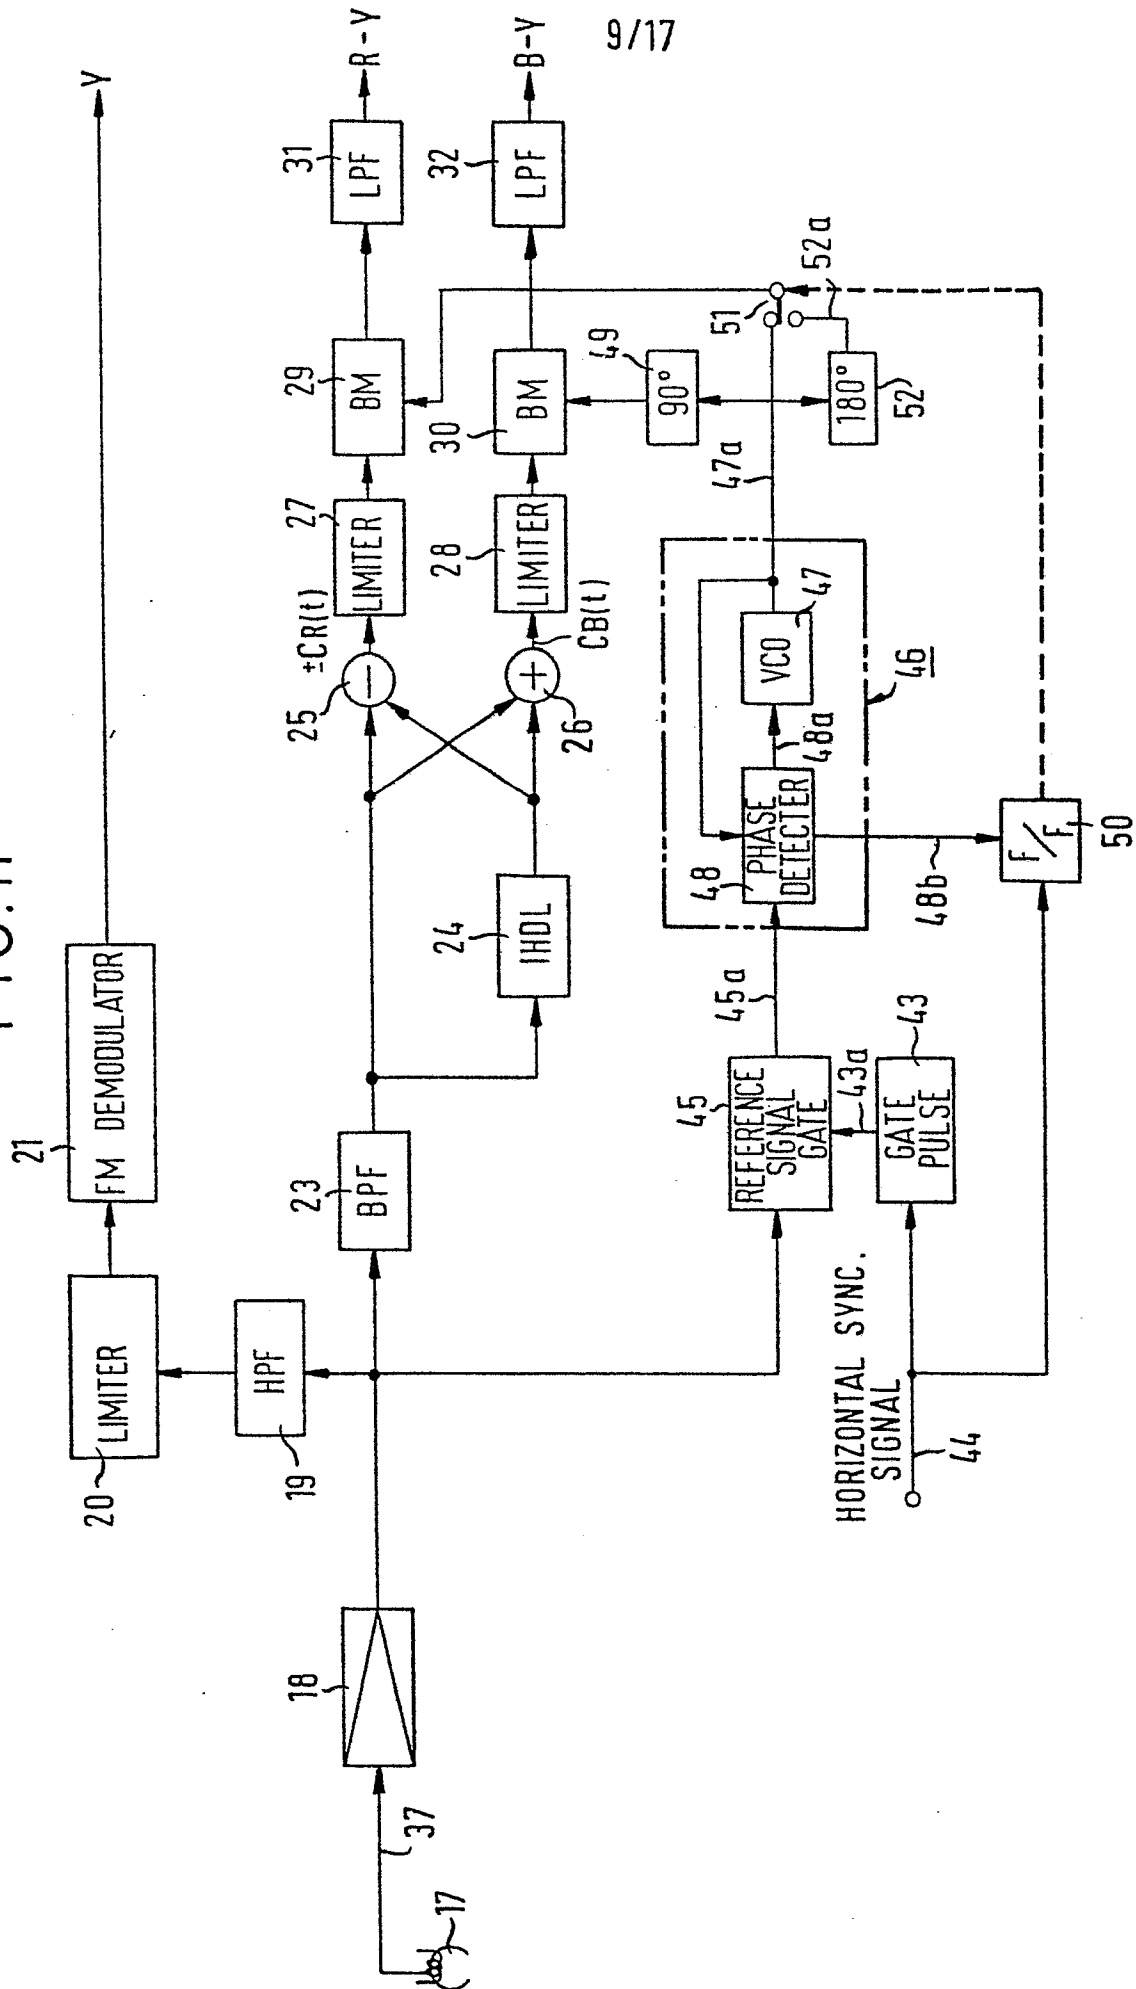 9/17
Y
21
FM DEMODULATOR
20
LIMITER
19
HPF
R-Y
31
LPF
29
BM
27
LIMITER
±CR(t)
25
−
23
BPF
18
37
17
B-Y
32
LPF
30
BM
28
LIMITER
CB(t)
+
26
24
IHDL
52a
51
49
90°
180°
52
47a
47
VCO
46
48a
48
PHASE
DETECTER
48b
F/F.
50
45a
45
REFERENCE
SIGNAL
GATE
43a
43
GATE
PULSE
HORIZONTAL SYNC.
SIGNAL
44